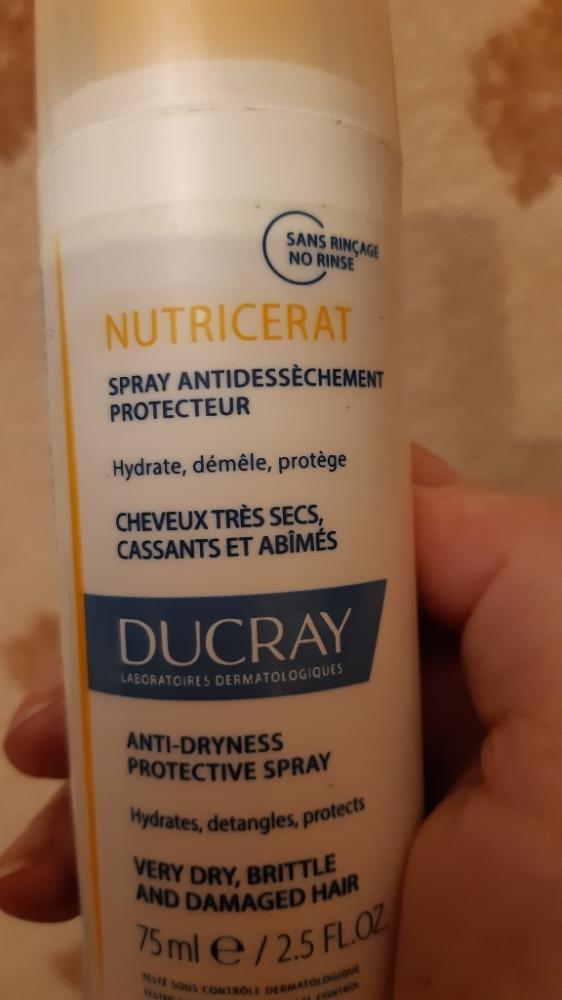 SANS RINÇAGE
NO RINSE
NUTRICERAT
SPRAY ANTIDESSÈCHEMENT
PROTECTEUR
Hydrate, démêle, protège
CHEVEUX TRÈS SECS,
CASSANTS ET ABÎMÉS
DUCRAY
LABORATOIRES DERMATOLOGIQUES
ANTI-DRYNESS
PROTECTIVE SPRAY
Hydrates, detangles, protects
VERY DRY, BRITTLE
AND DAMAGED HAIR
75 ml e / 2.5 FL.OZ.
TESTÉ SOUS CONTRÔLE DERMATOLOGIQUE